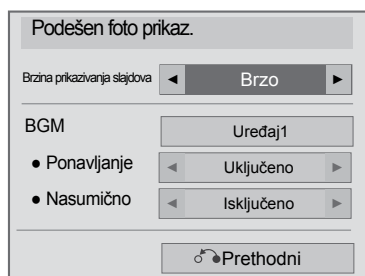 Podešen foto prikaz.
Brzina prikazivanja slajdova ◄ Brzo ►
BGM Uređaj1
● Ponavljanje ◄ Uključeno ►
● Nasumično ◄ Isključeno ►
Prethodni